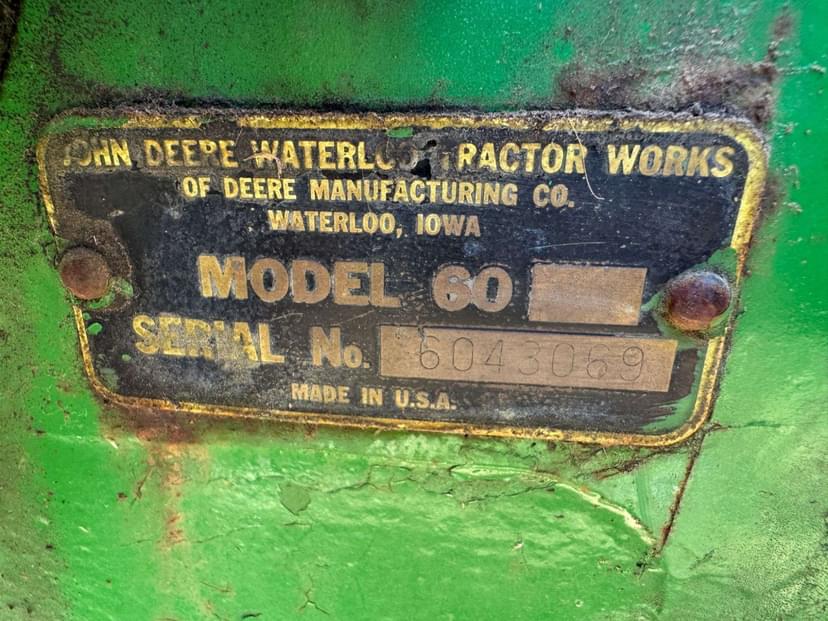 JOHN DEERE WATERLOO TRACTOR WORKS
OF DEERE MANUFACTURING CO.
WATERLOO, IOWA
MODEL 60
SERIAL No. 6043069
MADE IN U.S.A.